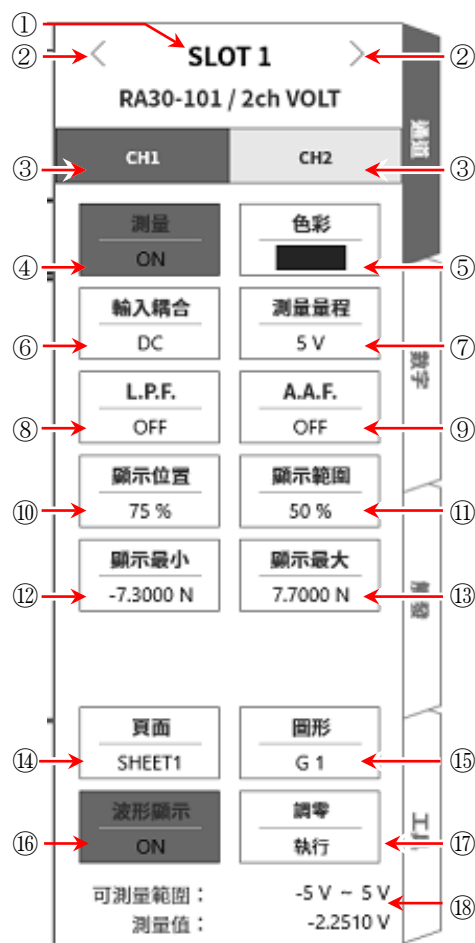 ①
② < SLOT 1 > ②
RA30-101 / 2ch VOLT
通道
③ CH1 CH2 ③
測量 色彩
④ ON ⑤
輸入耦合 測量量程
⑥ DC 5 V ⑦
數字
L.P.F. A.A.F.
⑧ OFF OFF ⑨
顯示位置 顯示範圍
⑩ 75 % 50 % ⑪
顯示最小 顯示最大
⑫ -7.3000 N 7.7000 N ⑬
觸發
頁面 圖形
⑭ SHEET1 G 1 ⑮
波形顯示 調零
⑯ ON 執行 ⑰
可測量範圍： -5 V ~ 5 V ⑱
測量值： -2.2510 V